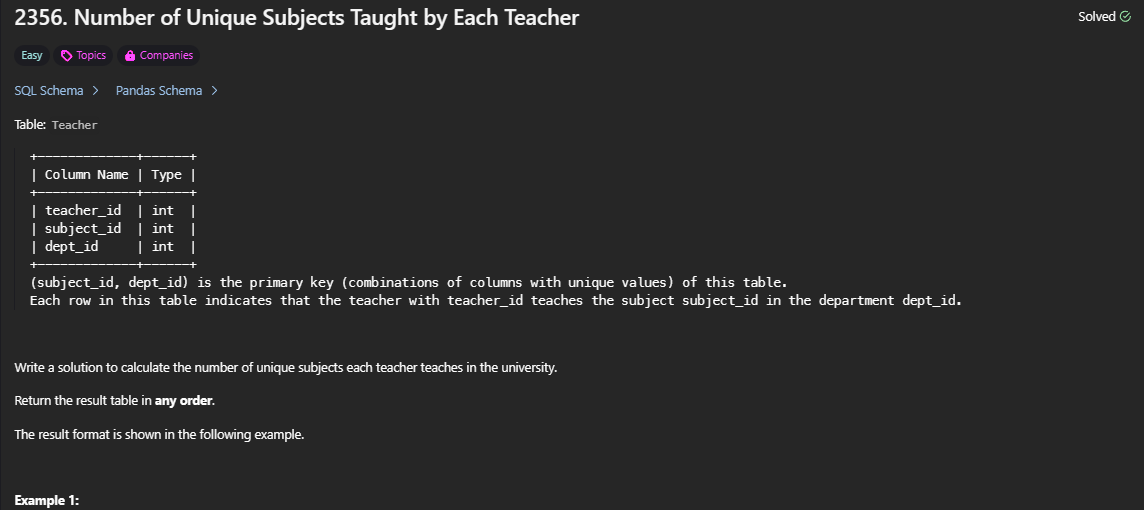 2356. Number of Unique Subjects Taught by Each Teacher
Solved
Easy Topics Companies
SQL Schema > Pandas Schema >
Table: Teacher
+-------------+------+
| Column Name | Type |
+-------------+------+
| teacher_id  | int  |
| subject_id  | int  |
| dept_id     | int  |
+-------------+------+
(subject_id, dept_id) is the primary key (combinations of columns with unique values) of this table.
Each row in this table indicates that the teacher with teacher_id teaches the subject subject_id in the department dept_id.
Write a solution to calculate the number of unique subjects each teacher teaches in the university.
Return the result table in any order.
The result format is shown in the following example.
Example 1: